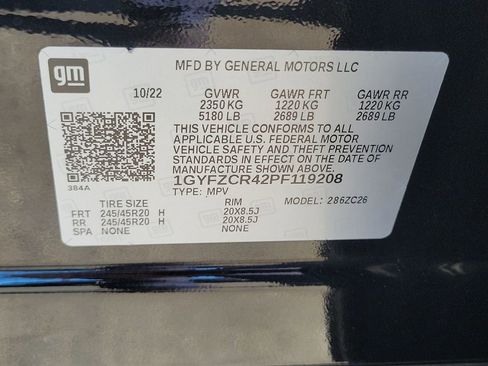 gm
MFD BY GENERAL MOTORS LLC
10/22 GVWR GAWR FRT GAWR RR
2350 KG 1220 KG 1220 KG
5180 LB 2689 LB 2689 LB
THIS VEHICLE CONFORMS TO ALL
APPLICABLE U.S. FEDERAL MOTOR
VEHICLE SAFETY AND THEFT PREVENTION
STANDARDS IN EFFECT ON THE DATE OF
MANUFACTURE SHOWN ABOVE.
384A 1GYFZCR42PF119208
TYPE: MPV
TIRE SIZE RIM MODEL: 286ZC26
FRT 245/45R20 H 20X8.5J
RR 245/45R20 H 20X8.5J
SPA NONE NONE